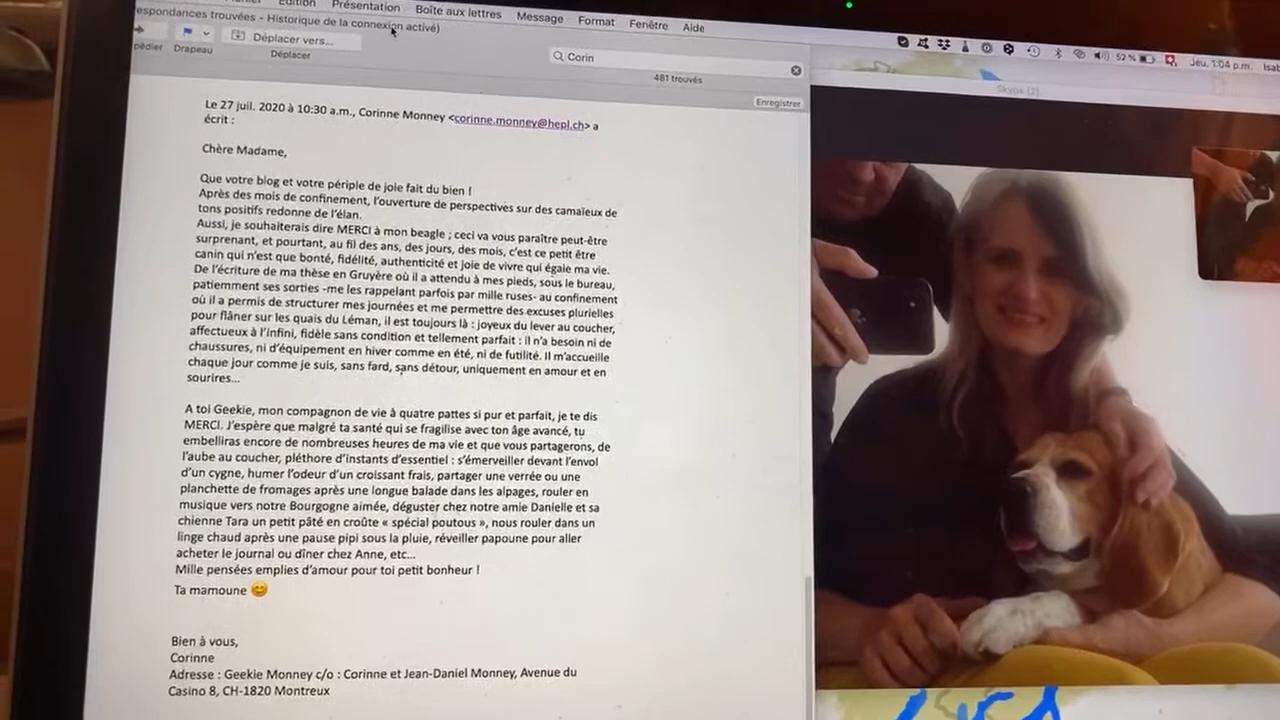 Édition Présentation Boîte aux lettres Message Format Fenêtre Aide
espondances trouvées - Historique de la connexion activé)
Déplacer vers...
pédier Drapeau Déplacer
Corin
481 trouvés
52 % Jeu. 1:04 p.m. Isab
Skype (2)
Enregistrer
Le 27 juil. 2020 à 10:30 a.m., Corinne Monney <corinne.monney@hepl.ch> a
écrit :
Chère Madame,
Que votre blog et votre périple de joie fait du bien !
Après des mois de confinement, l'ouverture de perspectives sur des camaïeux de
tons positifs redonne de l'élan.
Aussi, je souhaiterais dire MERCI à mon beagle ; ceci va vous paraître peut-être
surprenant, et pourtant, au fil des ans, des jours, des mois, c'est ce petit être
canin qui n'est que bonté, fidélité, authenticité et joie de vivre qui égaie ma vie.
De l'écriture de ma thèse en Gruyère où il a attendu à mes pieds, sous le bureau,
patiemment ses sorties -me les rappelant parfois par mille ruses- au confinement
où il a permis de structurer mes journées et me permettre des excuses plurielles
pour flâner sur les quais du Léman, il est toujours là : joyeux du lever au coucher,
affectueux à l'infini, fidèle sans condition et tellement parfait : il n'a besoin ni de
chaussures, ni d'équipement en hiver comme en été, ni de futilité. Il m'accueille
chaque jour comme je suis, sans fard, sans détour, uniquement en amour et en
sourires...
A toi Geekie, mon compagnon de vie à quatre pattes si pur et parfait, je te dis
MERCI. J'espère que malgré ta santé qui se fragilise avec ton âge avancé, tu
embelliras encore de nombreuses heures de ma vie et que vous partagerons, de
l'aube au coucher, pléthore d'instants d'essentiel : s'émerveiller devant l'envol
d'un cygne, humer l'odeur d'un croissant frais, partager une verrée ou une
planchette de fromages après une longue balade dans les alpages, rouler en
musique vers notre Bourgogne aimée, déguster chez notre amie Danielle et sa
chienne Tara un petit pâté en croûte « spécial poutous », nous rouler dans un
linge chaud après une pause pipi sous la pluie, réveiller papoune pour aller
acheter le journal ou dîner chez Anne, etc...
Mille pensées emplies d'amour pour toi petit bonheur !
Ta mamoune 😊
Bien à vous,
Corinne
Adresse : Geekie Monney c/o : Corinne et Jean-Daniel Monney, Avenue du
Casino 8, CH-1820 Montreux